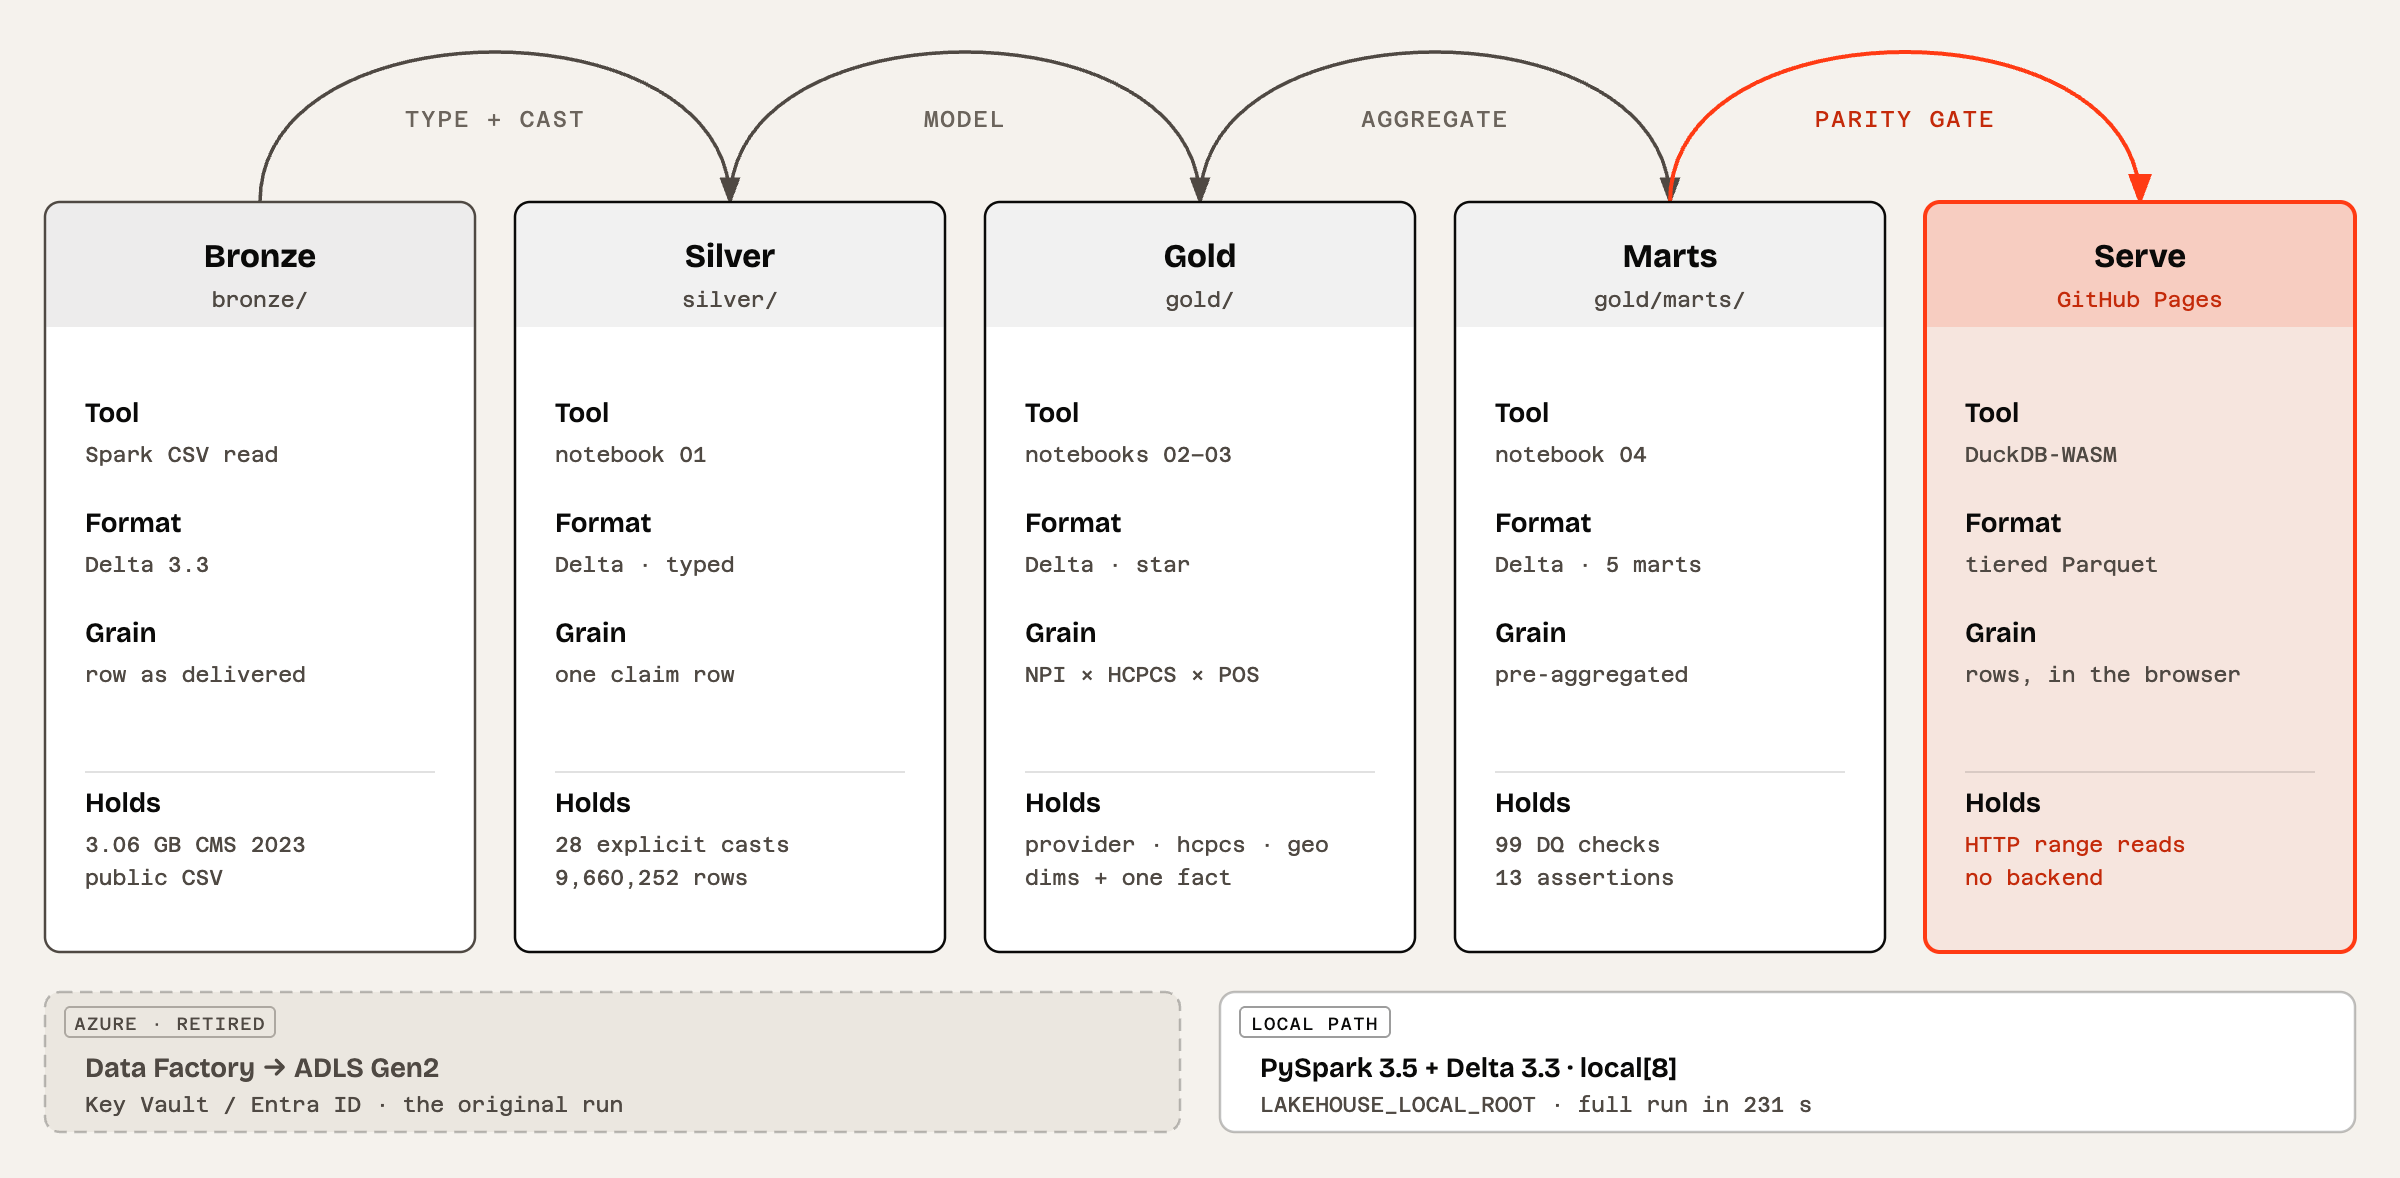 TYPE + CAST
MODEL
AGGREGATE
PARITY GATE
Bronze
bronze/
Tool
Spark CSV read
Format
Delta 3.3
Grain
row as delivered
Holds
3.06 GB CMS 2023
public CSV
Silver
silver/
Tool
notebook 01
Format
Delta · typed
Grain
one claim row
Holds
28 explicit casts
9,660,252 rows
Gold
gold/
Tool
notebooks 02–03
Format
Delta · star
Grain
NPI × HCPCS × POS
Holds
provider · hcpcs · geo
dims + one fact
Marts
gold/marts/
Tool
notebook 04
Format
Delta · 5 marts
Grain
pre-aggregated
Holds
99 DQ checks
13 assertions
Serve
GitHub Pages
Tool
DuckDB-WASM
Format
tiered Parquet
Grain
rows, in the browser
Holds
HTTP range reads
no backend
AZURE · RETIRED
Data Factory → ADLS Gen2
Key Vault / Entra ID · the original run
LOCAL PATH
PySpark 3.5 + Delta 3.3 · local[8]
LAKEHOUSE_LOCAL_ROOT · full run in 231 s